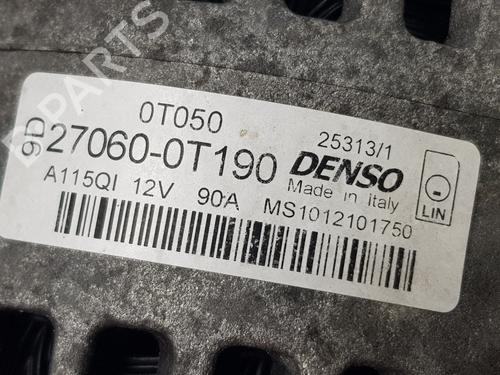 B PARTS
0T050
25313/1
9D
27060-0T190
DENSO
Made in Italy
LIN
A115QI 12V 90A MS1012101750